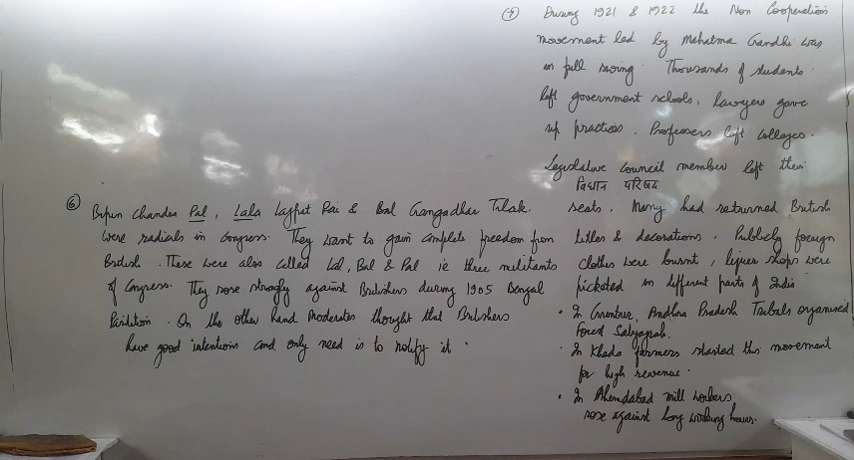 ⑥ Bipin Chandra Pal, Lala Lajpat Rai & Bal Gangadhar Tilak.
were radicals in Congress. They want to gain complete freedom from
British. These were also called Lal, Bal & Pal ie three militants
of Congress. They rose strongly against Britishers during 1905 Bengal
Partition. On the other hand Moderates thought that Britishers
have good intentions and only need is to notify it.
⑦ During 1921 & 1922 the Non Cooperation
movement led by Mahatma Gandhi was
in full swing. Thousands of students
left government schools, lawyers gave
up practices. Professors left colleges.
Legislative Council member left their
विधान परिषद
seats. Many had returned British
titles & decorations. Publicly foreign
clothes were burnt, liquer shops were
picketed in different parts of India
• In Guntur, Andhra Pradesh Tribals organised
Forest Satyagrah.
• In Kheda farmers started this movement
for high revenue.
• In Ahmdabad mill workers
rose against long working hours.